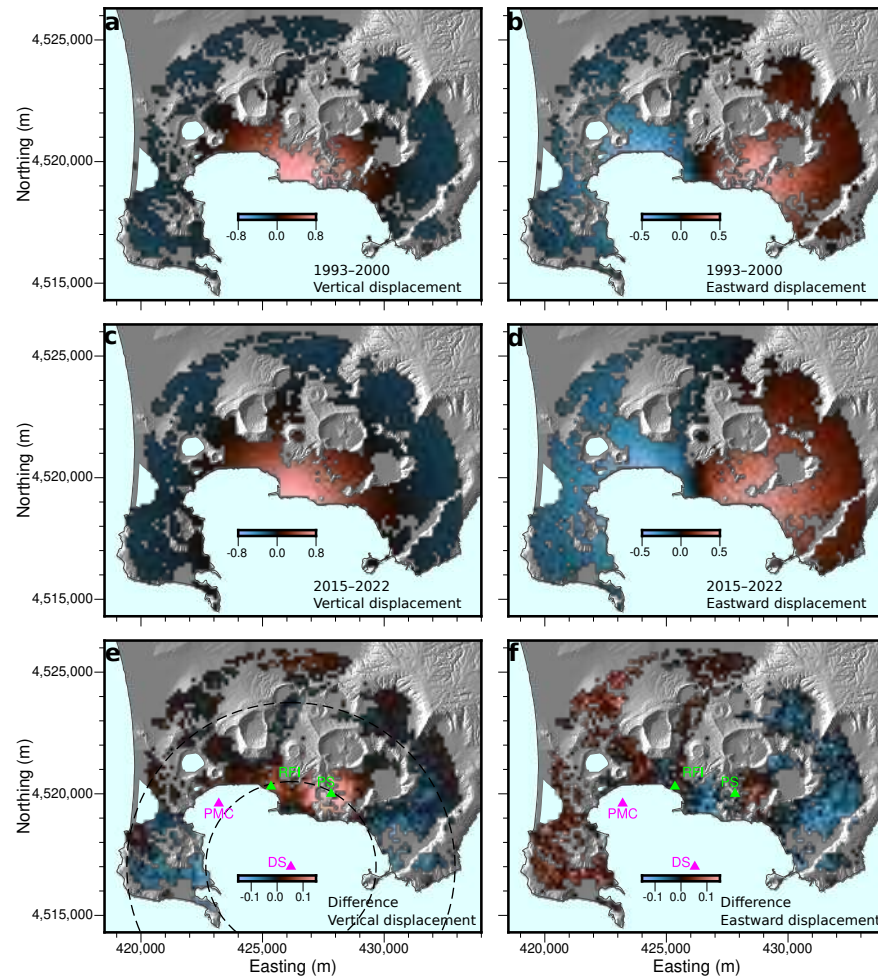 a
b
4,525,000
4,520,000
4,515,000
Northing (m)
-0.8 0.0 0.8
-0.5 0.0 0.5
1993–2000
Vertical displacement
1993–2000
Eastward displacement
c
d
4,525,000
4,520,000
4,515,000
Northing (m)
-0.8 0.0 0.8
-0.5 0.0 0.5
2015–2022
Vertical displacement
2015–2022
Eastward displacement
e
f
4,525,000
4,520,000
4,515,000
Northing (m)
PS
PMC
DS
PS
PMC
DS
-0.1 0.0 0.1
-0.1 0.0 0.1
Difference
Vertical displacement
Difference
Eastward displacement
420,000 425,000 430,000
420,000 425,000 430,000
Easting (m)
Easting (m)